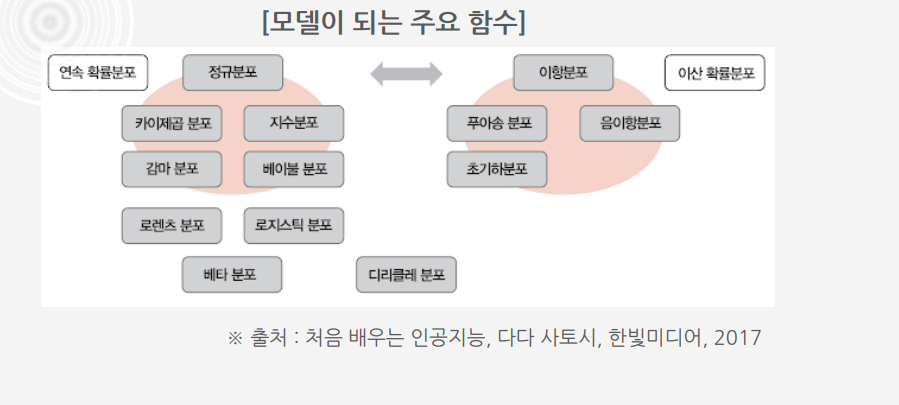 [모델이 되는 주요 함수]
연속 확률분포 정규분포 이항분포 이산 확률분포
카이제곱 분포 지수분포 푸아송 분포 음이항분포
감마 분포 베이불 분포 초기하분포
로렌츠 분포 로지스틱 분포
베타 분포 디리클레 분포
※ 출처 : 처음 배우는 인공지능, 다다 사토시, 한빛미디어, 2017